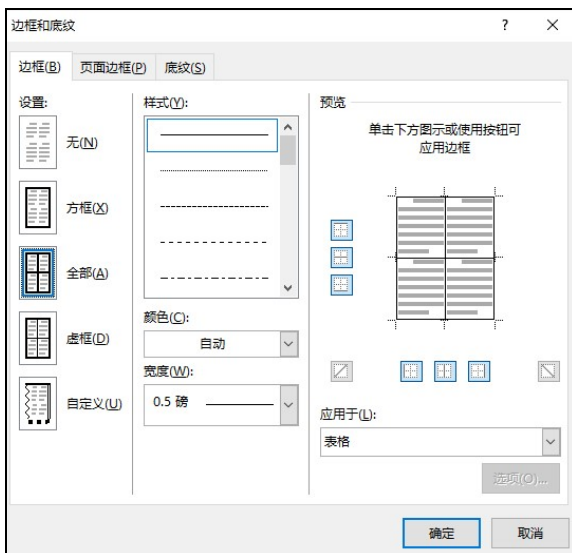 边框和底纹
?
×
边框(B)
页面边框(P)
底纹(S)
设置:
无(N)
方框(X)
全部(A)
虚框(D)
自定义(U)
样式(Y):
颜色(C):
自动
宽度(W):
0.5 磅
预览
单击下方图示或使用按钮可
应用边框
应用于(L):
表格
选项(O)...
确定
取消